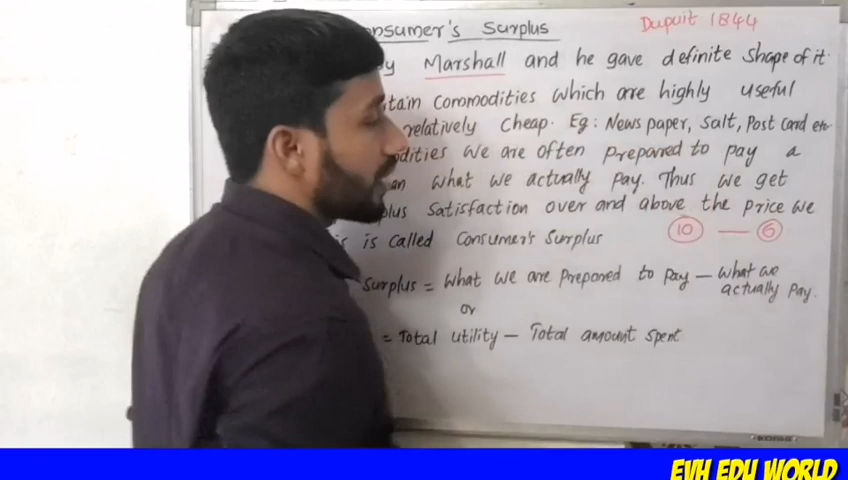 Consumer's Surplus Dupuit 1844
by Marshall and he gave definite shape of it.
commodities which are highly useful
relatively cheap. Eg: News paper, Salt, Post Card etc
we are often prepared to pay a
what we actually pay. Thus we get
Satisfaction over and above the price we
is called Consumer's Surplus 10 — 6
Surplus = What we are prepared to pay — What we
actually pay.
or
= Total utility — Total amount spent
EVH EDU WORLD